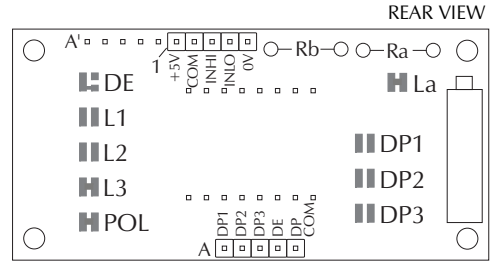 REAR VIEW
A'
1
+5V
COM
INHI
INLO
0V
Rb
Ra
DE
La
L1
L2
L3
POL
DP1
DP2
DP3
A
DP1
DP2
DP3
DE
DP
COM